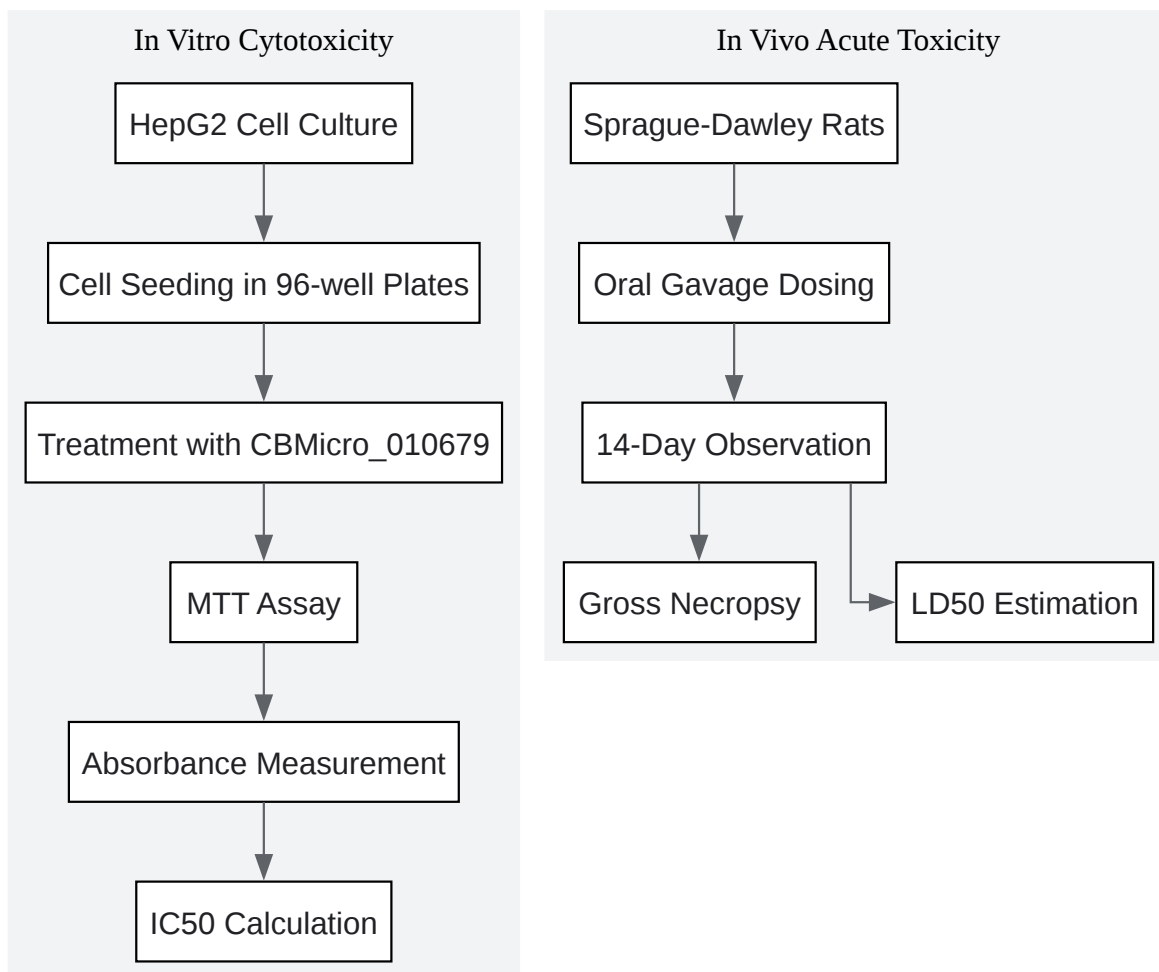 In Vitro Cytotoxicity
HepG2 Cell Culture
Cell Seeding in 96-well Plates
Treatment with CBMicro_010679
MTT Assay
Absorbance Measurement
IC50 Calculation
In Vivo Acute Toxicity
Sprague-Dawley Rats
Oral Gavage Dosing
14-Day Observation
Gross Necropsy
LD50 Estimation